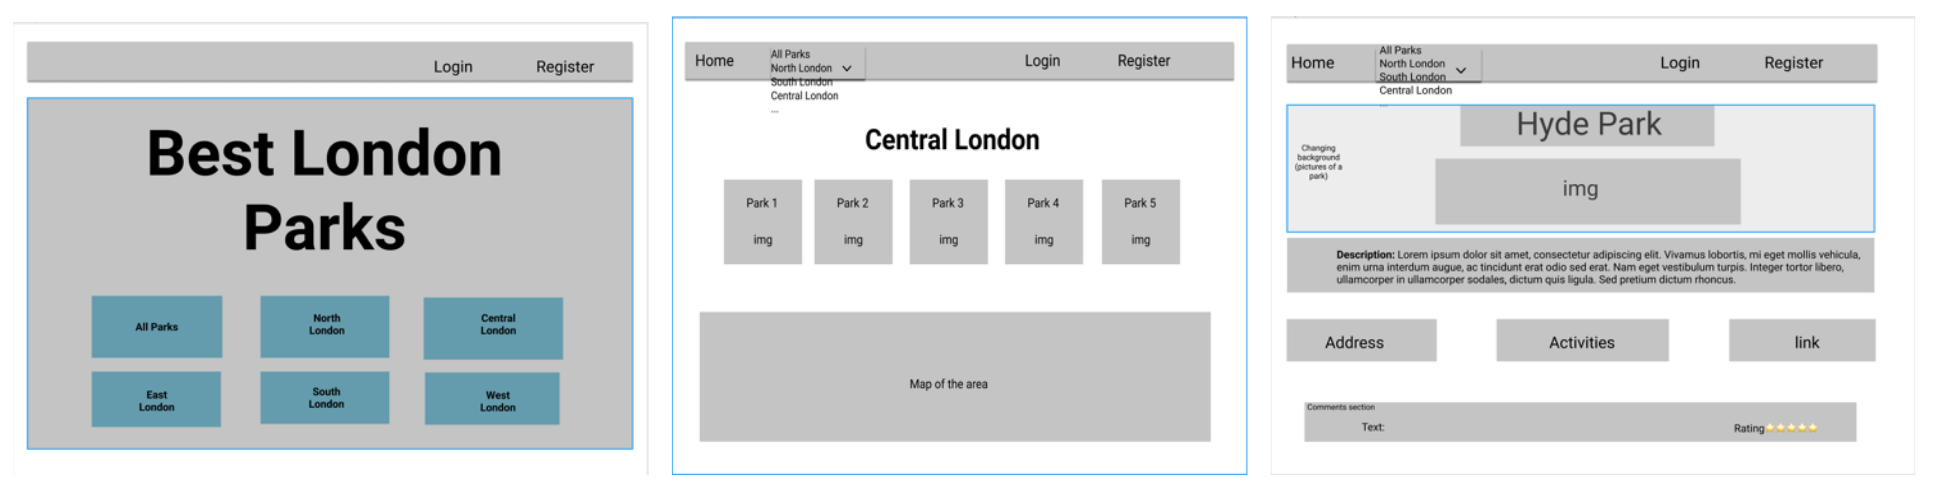 Login Register
Best London
Parks
All Parks
North
London
Central
London
East
London
South
London
West
London
Home
All Parks
North London
South London
Central London
...
Login Register
Central London
Park 1
img
Park 2
img
Park 3
img
Park 4
img
Park 5
img
Map of the area
Home
All Parks
North London
South London
Central London
...
Login Register
Changing
background
(pictures of a
park)
Hyde Park
img
Description: Lorem ipsum dolor sit amet, consectetur adipiscing elit. Vivamus lobortis, mi eget mollis vehicula,
enim urna interdum augue, ac tincidunt erat odio sed erat. Nam eget vestibulum turpis. Integer tortor libero,
ullamcorper in ullamcorper sodales, dictum quis ligula. Sed pretium dictum rhoncus.
Address
Activities
link
Comments section
Text:
Rating